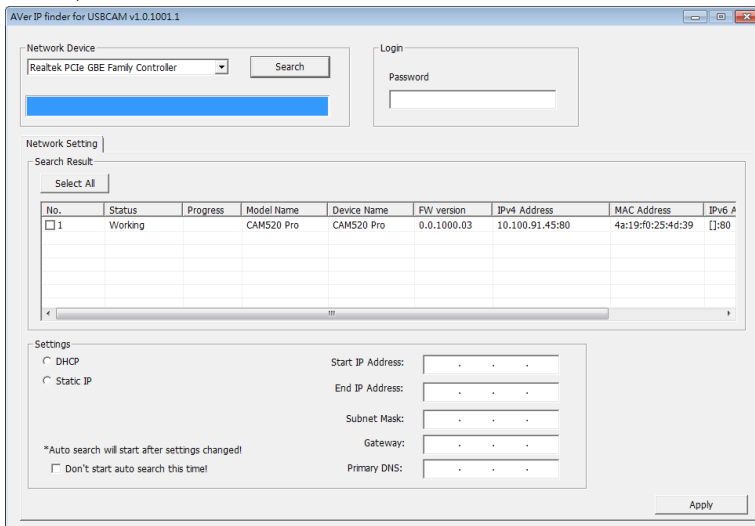 AVer IP finder for USBCAM v1.0.1001.1
Network Device
Realtek PCIe GBE Family Controller
Search
Login
Password
Network Setting
Search Result
Select All
No. Status Progress Model Name Device Name FW version IPv4 Address MAC Address IPv6 A
1 Working CAM520 Pro CAM520 Pro 0.0.1000.03 10.100.91.45:80 4a:19:f0:25:4d:39 []:80
Settings
DHCP
Static IP
Start IP Address: . . .
End IP Address: . . .
Subnet Mask: . . .
Gateway: . . .
Primary DNS: . . .
*Auto search will start after settings changed!
Don't start auto search this time!
Apply